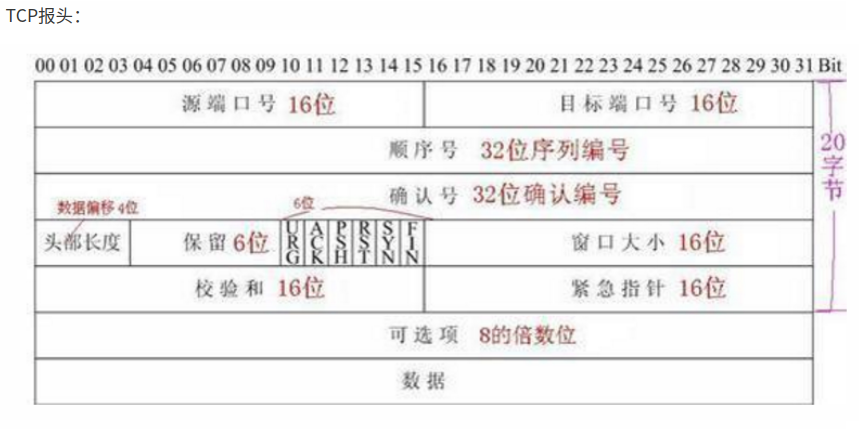 TCP报头：
00 01 02 03 04 05 06 07 08 09 10 11 12 13 14 15 16 17 18 19 20 21 22 23 24 25 26 27 28 29 30 31 Bit
源端口号 16位 目标端口号 16位
顺序号 32位序列编号
20字节
确认号 32位确认编号
数据偏移 4位 6位
头部长度 保留 6位 URG ACK PSH RST SYN FIN 窗口大小 16位
校验和 16位 紧急指针 16位
可选项 8的倍数位
数据